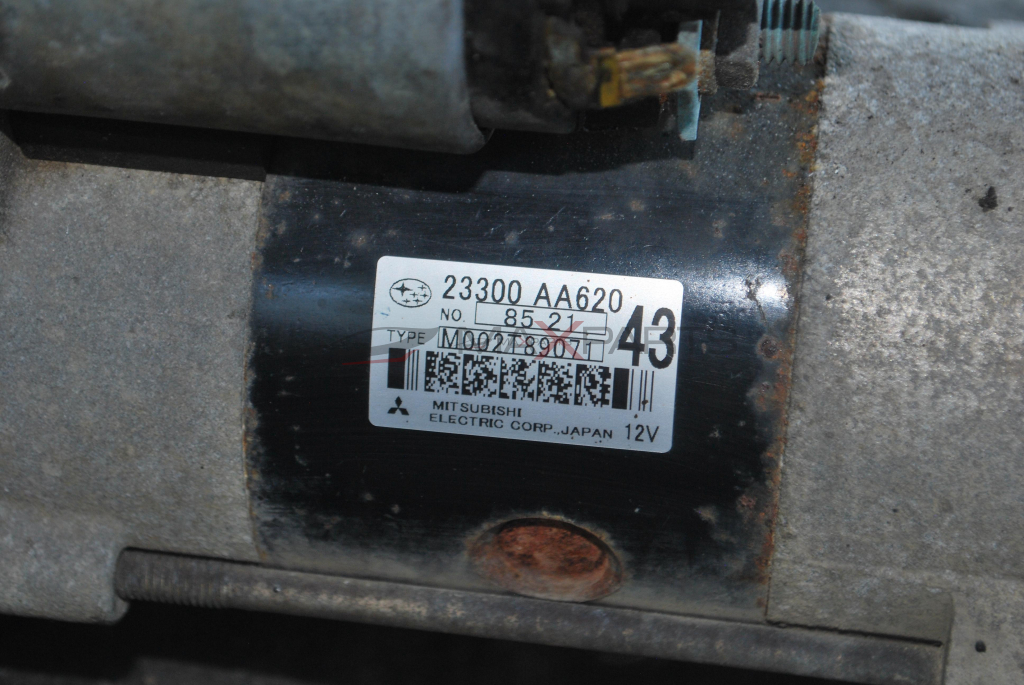 23300 AA620
NO. 85 21
43
TYPE M002T89071
MITSUBISHI
ELECTRIC CORP., JAPAN 12V